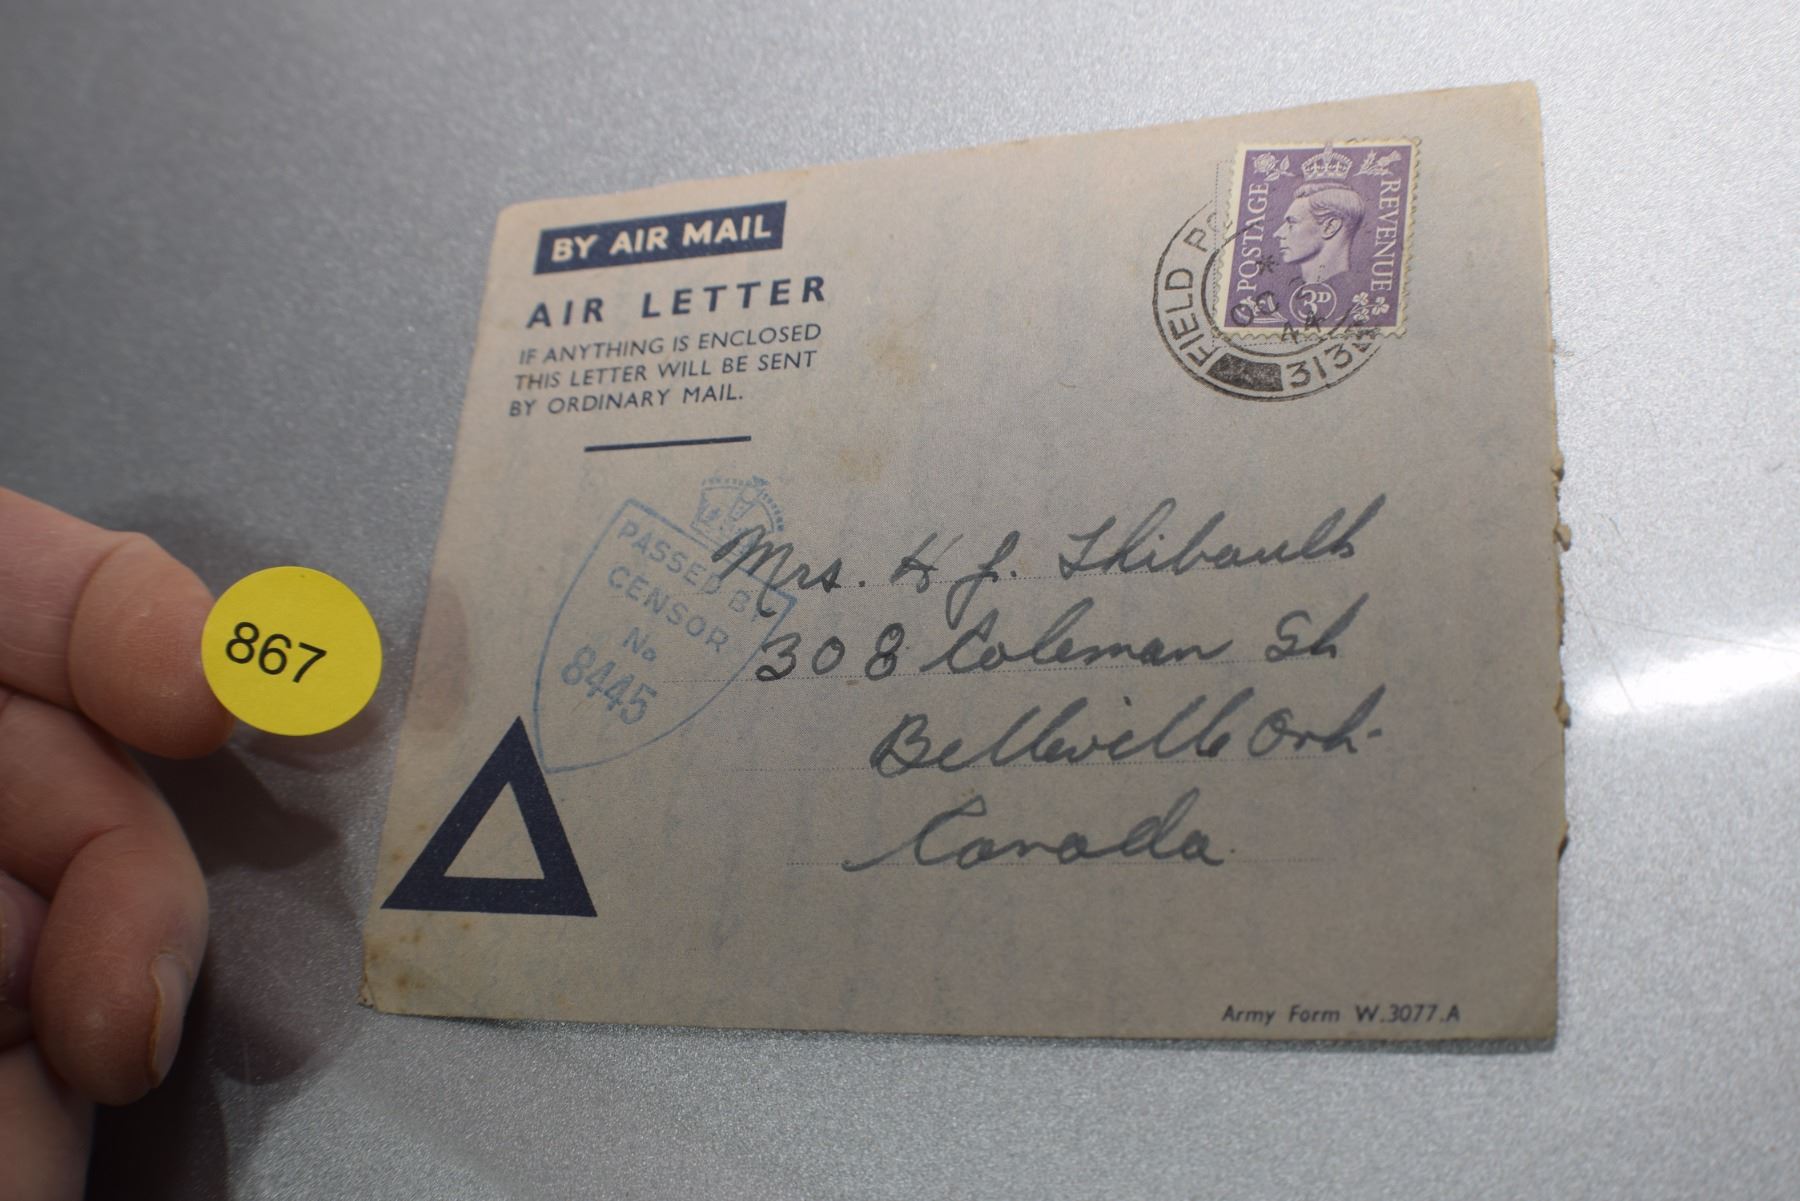 BY AIR MAIL
AIR LETTER
IF ANYTHING IS ENCLOSED
THIS LETTER WILL BE SENT
BY ORDINARY MAIL.
POSTAGE
REVENUE
3D
FIELD
OC
44
PASSED BY
CENSOR
No
8445
Mrs. H J. Thibault
308 Coleman St
Belleville Ont.
Canada
867
Army Form W.3077.A